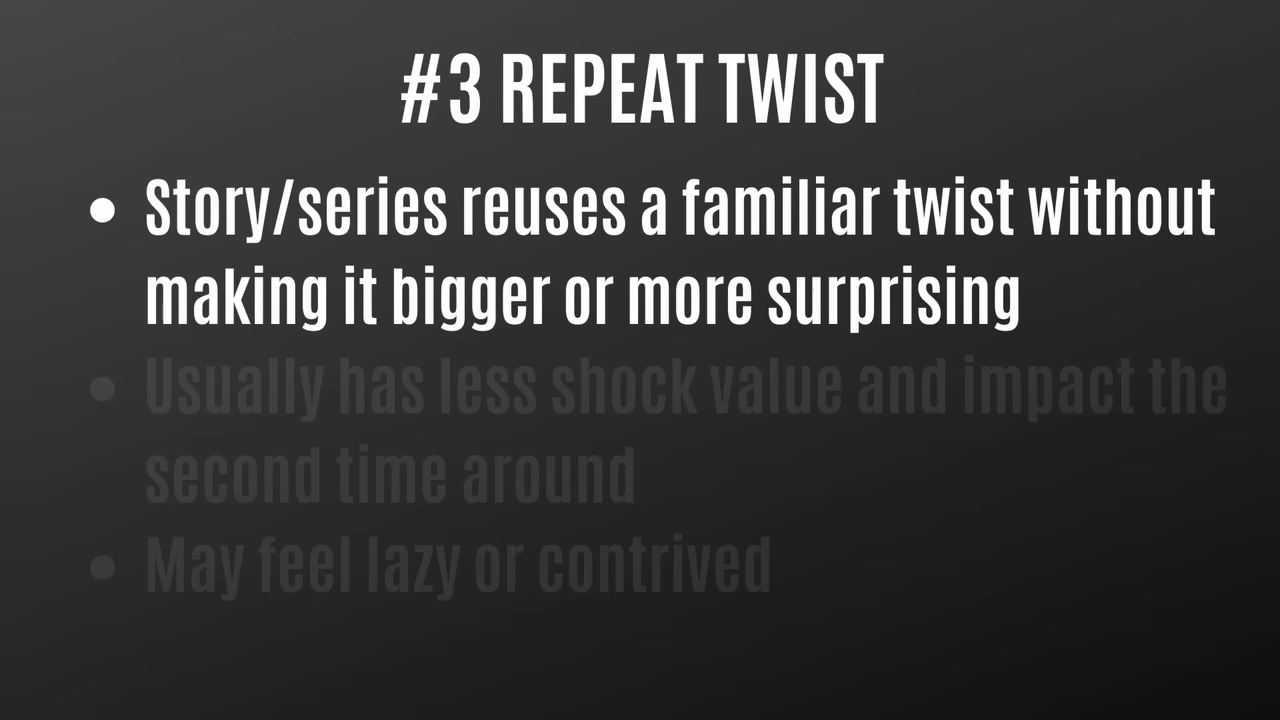 #3 REPEAT TWIST
• Story/series reuses a familiar twist without
making it bigger or more surprising
• Usually has less shock value and impact the
second time around
• May feel lazy or contrived